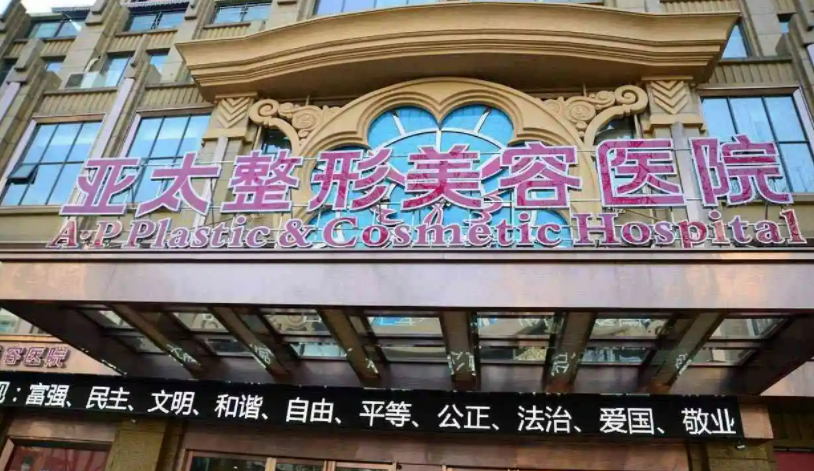 亚太整形美容医院
A·P Plastic & Cosmetic Hospital
容医院
观：富强、民主、文明、和谐、自由、平等、公正、法治、爱国、敬业